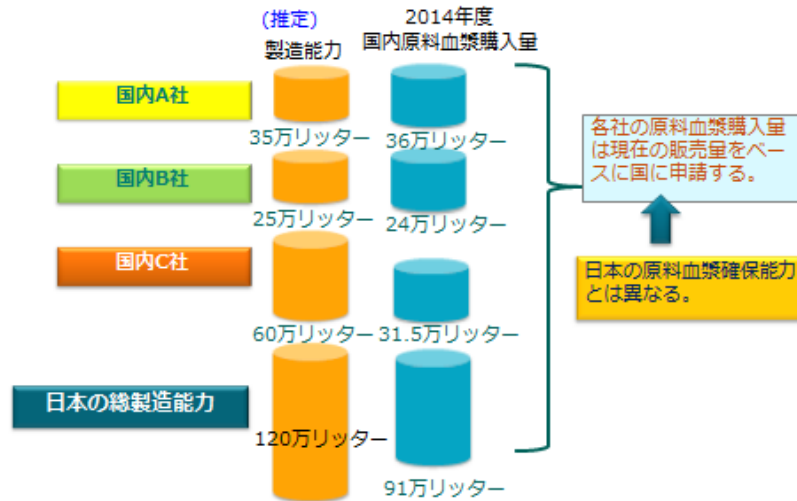 (推定)
製造能力
2014年度
国内原料血漿購入量
国内A社
35万リッター
36万リッター
国内B社
25万リッター
24万リッター
国内C社
60万リッター
31.5万リッター
日本の総製造能力
120万リッター
91万リッター
各社の原料血漿購入量
は現在の販売量をベー
スに国に申請する。
日本の原料血漿確保能力
とは異なる。